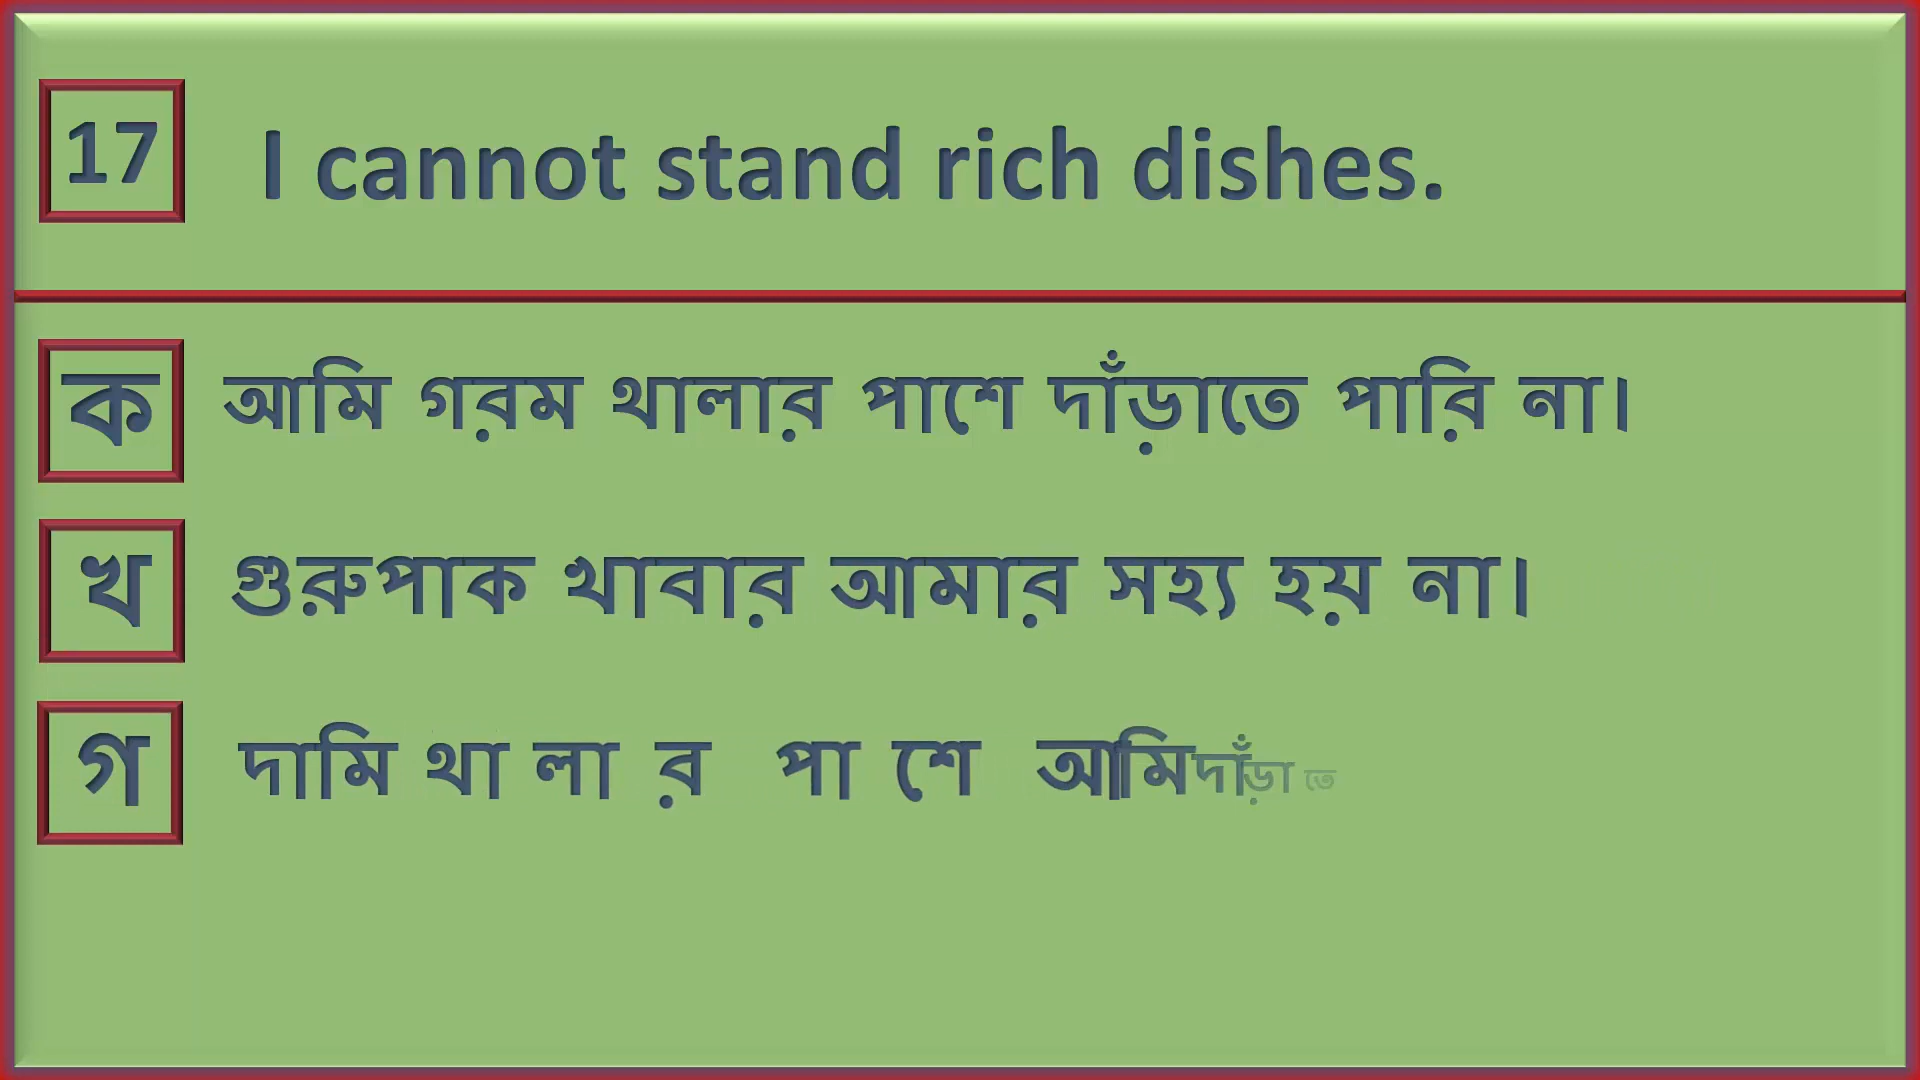 17 I cannot stand rich dishes.
ক আমি গরম থালার পাশে দাঁড়াতে পারি না।
খ গুরুপাক খাবার আমার সহ্য হয় না।
গ দামি থালার পাশে আমি দাঁড়াতে